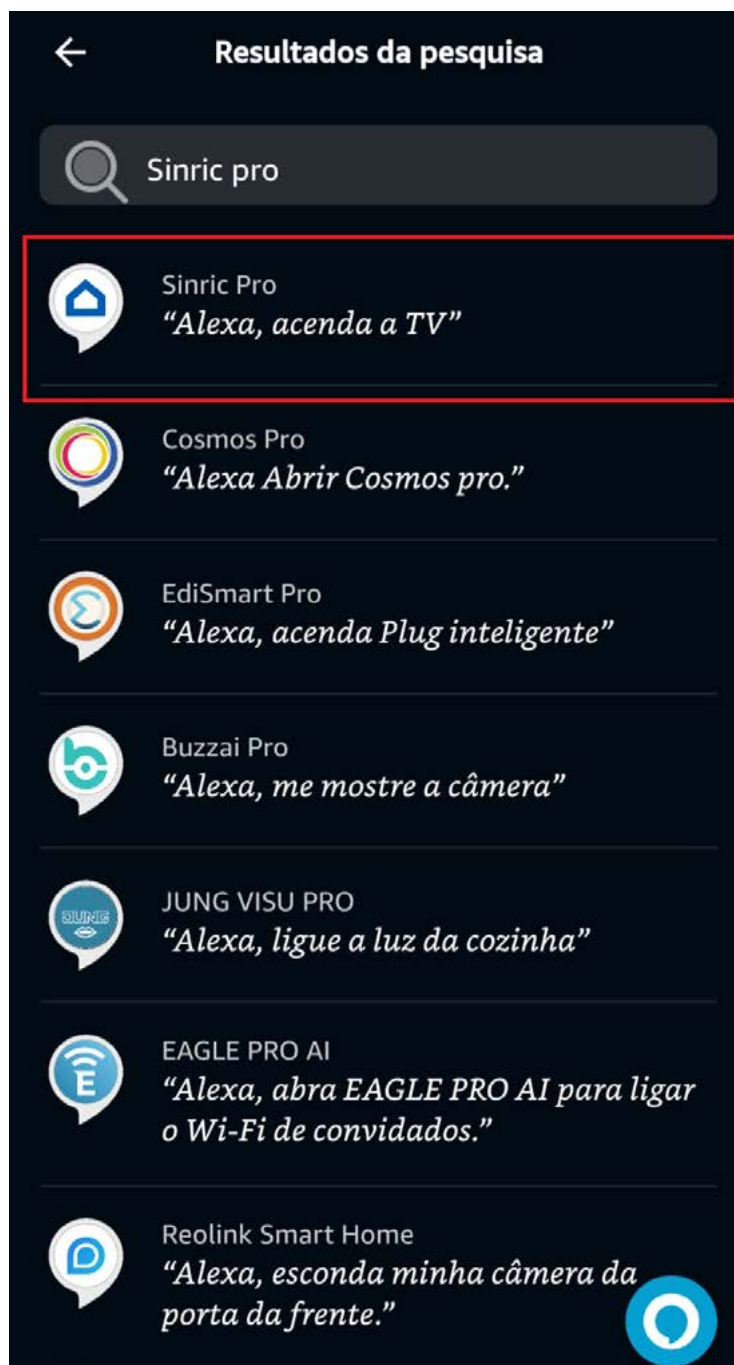 Resultados da pesquisa
Sinric pro
Sinric Pro
“Alexa, acenda a TV”
Cosmos Pro
“Alexa Abrir Cosmos pro.”
EdiSmart Pro
“Alexa, acenda Plug inteligente”
Buzzai Pro
“Alexa, me mostre a câmera”
JUNG
JUNG VISU PRO
“Alexa, ligue a luz da cozinha”
E
EAGLE PRO AI
“Alexa, abra EAGLE PRO AI para ligar
o Wi-Fi de convidados.”
Reolink Smart Home
“Alexa, esconda minha câmera da
porta da frente.”